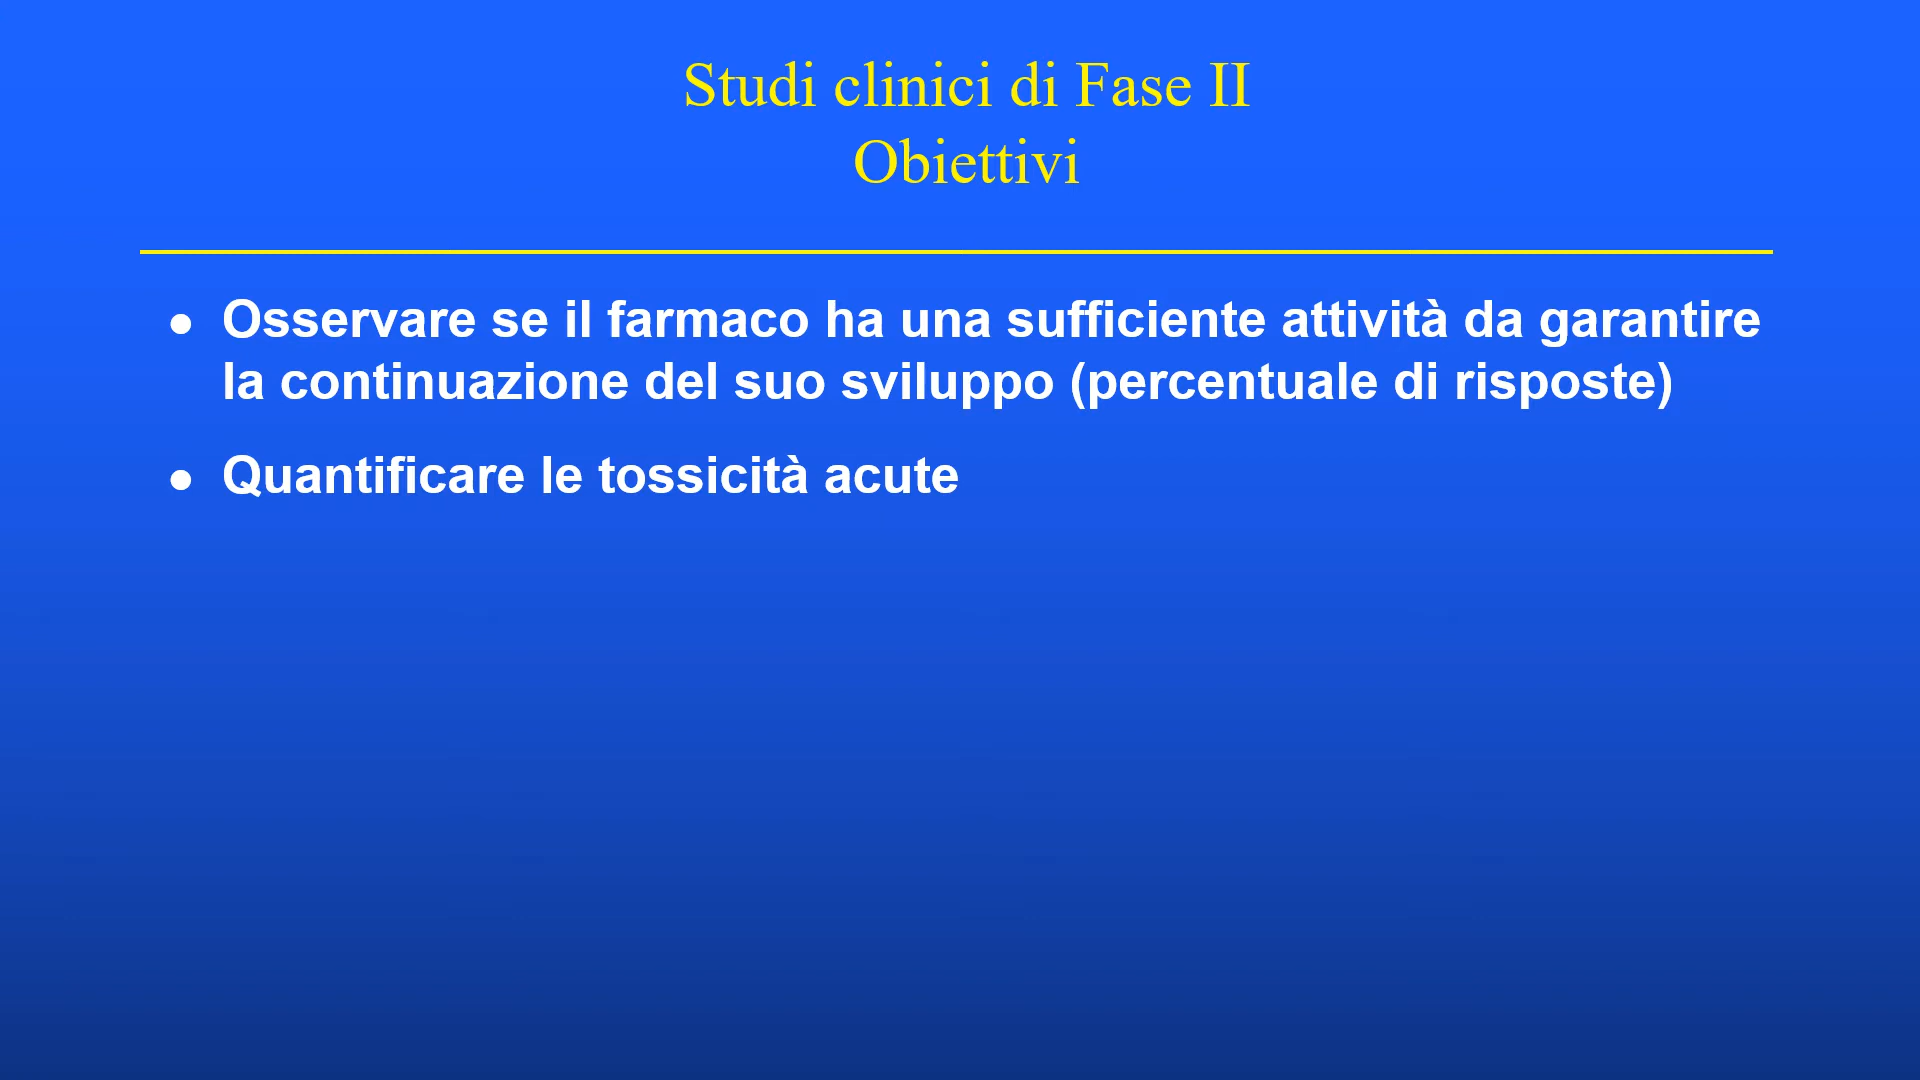 Studi clinici di Fase II
Obiettivi
● Osservare se il farmaco ha una sufficiente attività da garantire
la continuazione del suo sviluppo (percentuale di risposte)
● Quantificare le tossicità acute